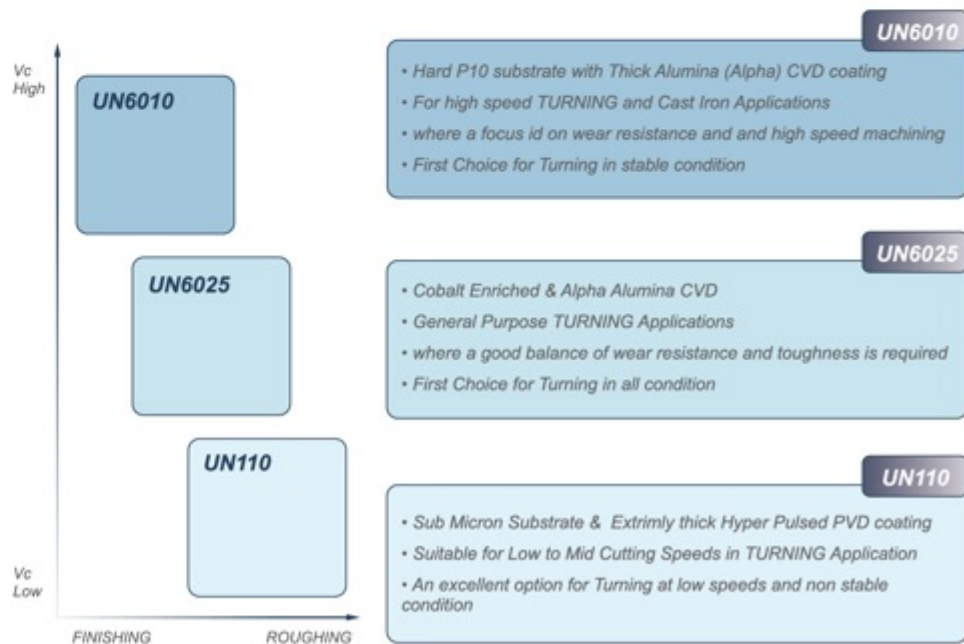 Vc
High
UN6010
UN6025
UN110
Vc
Low
FINISHING
ROUGHING
UN6010
• Hard P10 substrate with Thick Alumina (Alpha) CVD coating
• For high speed TURNING and Cast Iron Applications
• where a focus id on wear resistance and and high speed machining
• First Choice for Turning in stable condition
UN6025
• Cobalt Enriched & Alpha Alumina CVD
• General Purpose TURNING Applications
• where a good balance of wear resistance and toughness is required
• First Choice for Turning in all condition
UN110
• Sub Micron Substrate & Extrimly thick Hyper Pulsed PVD coating
• Suitable for Low to Mid Cutting Speeds in TURNING Application
• An excellent option for Turning at low speeds and non stable
condition